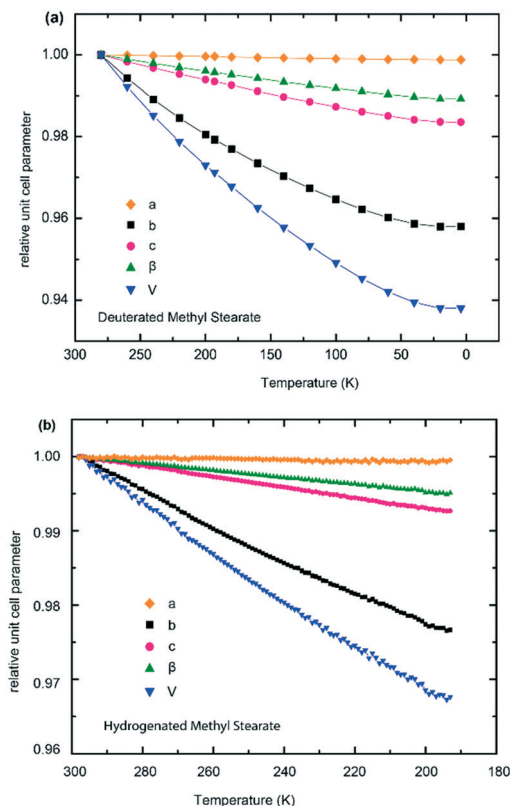 (a)
1.00
0.98
0.96
0.94
relative unit cell parameter
a
b
c
β
V
Deuterated Methyl Stearate
300 250 200 150 100 50 0
Temperature (K)
(b)
1.00
0.99
0.98
0.97
0.96
relative unit cell parameter
a
b
c
β
V
Hydrogenated Methyl Stearate
300 280 260 240 220 200 180
Temperature (K)